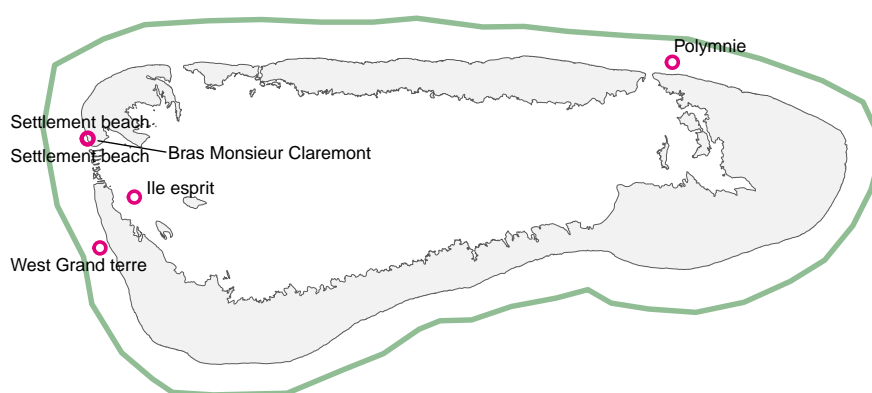 Polymnie
Settlement beach
Bras Monsieur Claremont
Settlement beach
Ile esprit
West Grand terre